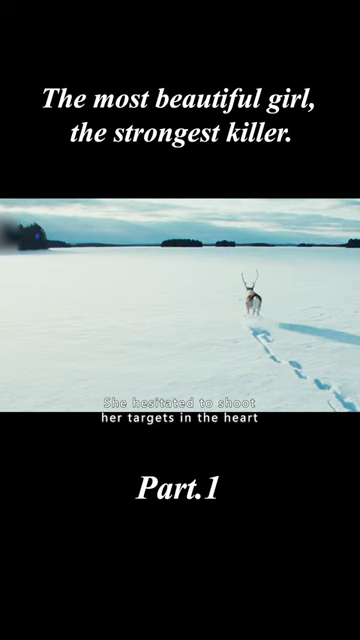 The most beautiful girl,
the strongest killer.
She hesitated to shoot
her targets in the heart
Part.1